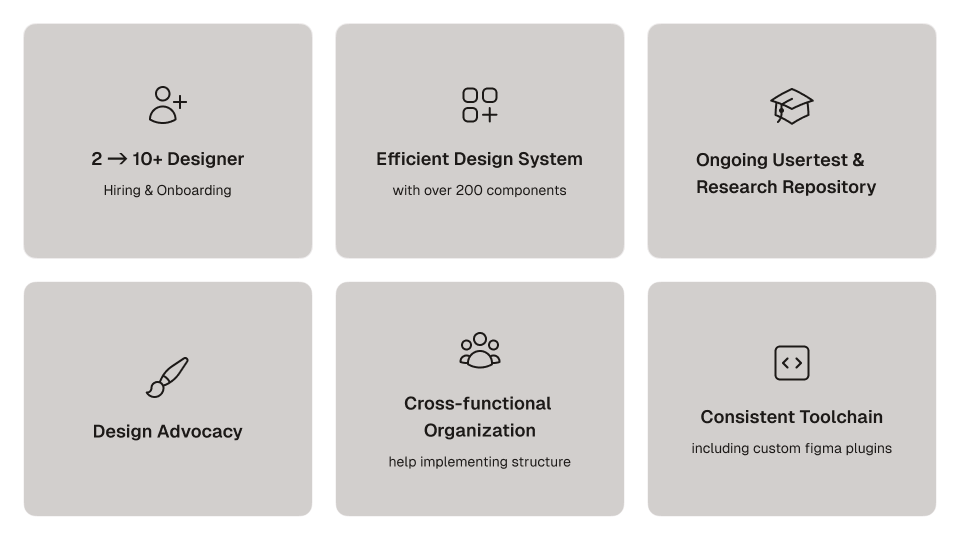 2 → 10+ Designer
Hiring & Onboarding
Efficient Design System
with over 200 components
Ongoing Usertest &
Research Repository
Design Advocacy
Cross-functional
Organization
help implementing structure
Consistent Toolchain
including custom figma plugins